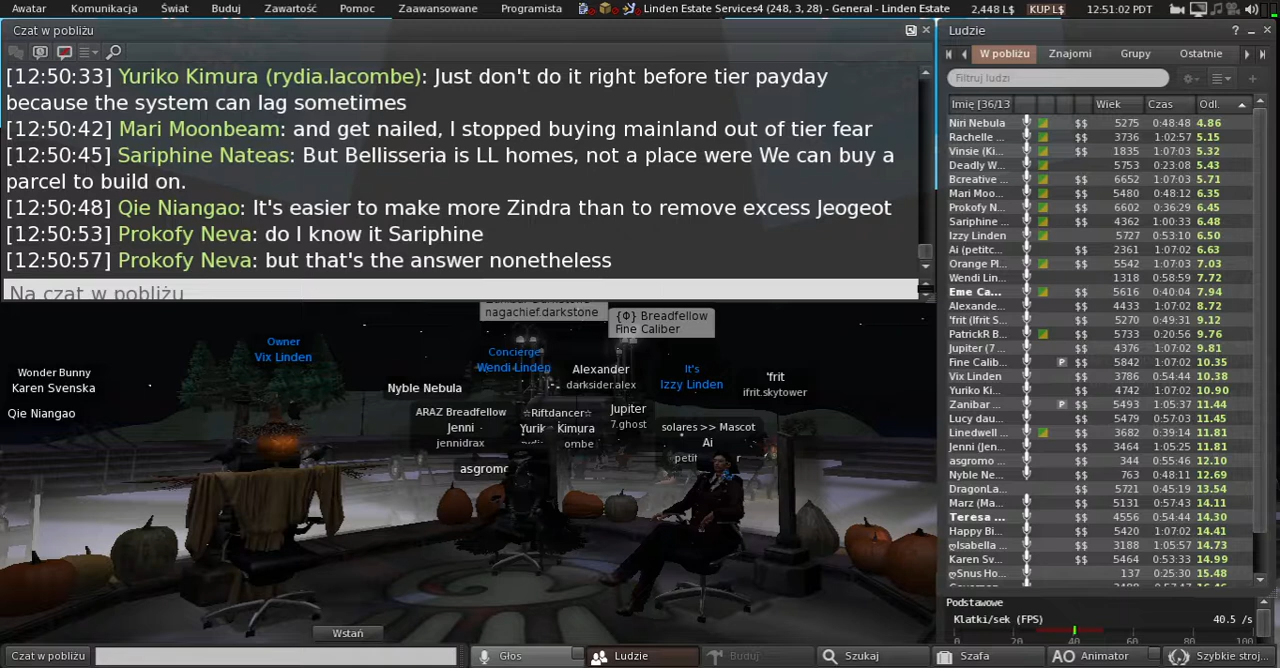 Awatar Komunikacja Świat Buduj Zawartość Pomoc Zaawansowane Programista Linden Estate Services4 (248, 3, 28) - General - Linden Estate 2,448 L$ KUP L$ 12:51:02 PDT
Czat w pobliżu
[12:50:33] Yuriko Kimura (rydia.lacombe): Just don't do it right before tier payday
because the system can lag sometimes
[12:50:42] Mari Moonbeam: and get nailed, I stopped buying mainland out of tier fear
[12:50:45] Sariphine Nateas: But Bellisseria is LL homes, not a place were We can buy a
parcel to build on.
[12:50:48] Qie Niangao: It's easier to make more Zindra than to remove excess Jeogeot
[12:50:53] Prokofy Neva: do I know it Sariphine
[12:50:57] Prokofy Neva: but that's the answer nonetheless
Na czat w pobliżu
nagachief.darkstone
{Φ} Breadfellow
Fine Caliber
Owner
Vix Linden
Concierge
Wendi Linden
Alexander
darksider.alex
It's
Izzy Linden
'frit
ifrit.skytower
Wonder Bunny
Karen Svenska
Nyble Nebula
Qie Niangao
ARAZ Breadfellow
Jenni
jennidrax
☆Riftdancer☆
Yurik Kimura
ombe
Jupiter
7.ghost
solares >> Mascot
Ai
petit
asgromo
Wstań
Ludzie
W pobliżu Znajomi Grupy Ostatnie
Filtruj ludzi
Imię [36/13 Wiek Czas Odl.
Niri Nebula 5275 0:48:48 4.86
Rachelle ... $$ 3736 1:02:57 5.15
Vinsie (Ki... $$ 1835 1:07:03 5.32
Deadly W... 5753 0:23:08 5.43
Bcreative ... $$ 6652 1:07:03 5.71
Mari Moo... $$ 5480 0:48:12 6.35
Prokofy N... $$ 6602 0:36:29 6.45
Sariphine ... $$ 4362 1:00:33 6.48
Izzy Linden 5727 0:53:10 6.50
Ai (petitc... $$ 2361 1:07:02 6.63
Orange Pl... $$ 5542 1:07:03 7.03
Wendi Lin... 1318 0:58:59 7.72
Eme Ca... $$ 5616 0:40:04 7.94
Alexande... $$ 4433 1:07:02 8.72
'frit (Ifrit S... $$ 5270 0:49:31 9.12
PatrickR B... $$ 5733 0:20:56 9.76
Jupiter (7 ... $$ 4376 1:07:02 9.81
Fine Calib... P $$ 5842 1:07:02 10.35
Vix Linden $$ 3786 0:54:44 10.38
Yuriko Ki... $$ 4742 1:07:02 10.90
Zanibar ... P $$ 5493 1:05:37 11.44
Lucy dau... $$ 5479 0:57:03 11.45
Linedwell ... $$ 3682 0:39:14 11.81
Jenni (Jen... $$ 3464 1:05:25 11.81
asgromo $$ 344 0:55:46 12.10
Nyble Ne... $$ 763 0:48:11 12.69
DragonLa... $$ 5721 0:45:19 13.54
Marz (Ma... $$ 5131 0:57:43 14.11
Teresa ... $$ 4556 0:54:44 14.30
Happy Bi... $$ 5420 1:07:02 14.41
ღIsabella ... $$ 3188 1:05:57 14.73
Karen Sv... $$ 5464 0:53:33 14.99
ღSnus Ho... $$ 137 0:25:30 15.48
Podstawowe
Klatki/sek (FPS) 40.5 /s
0 20 40 60 80 100
Czat w pobliżu Głos Ludzie Buduj Szukaj Szafa AO Animator Szybkie stroj...